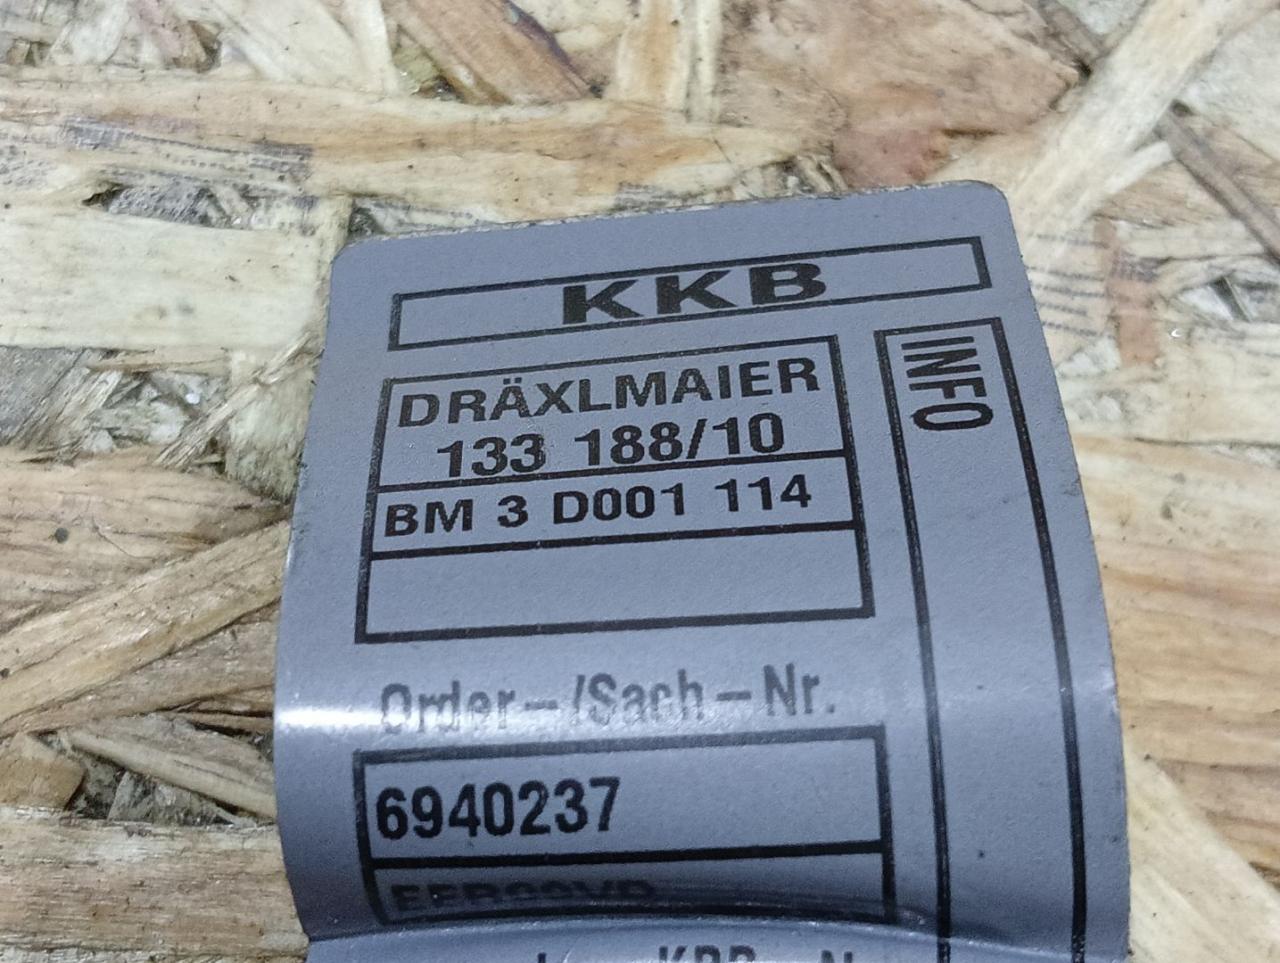 KKB
INFO
DRÄXLMAIER
133 188/10
BM 3 D001 114
Order-/Sach-Nr.
6940237